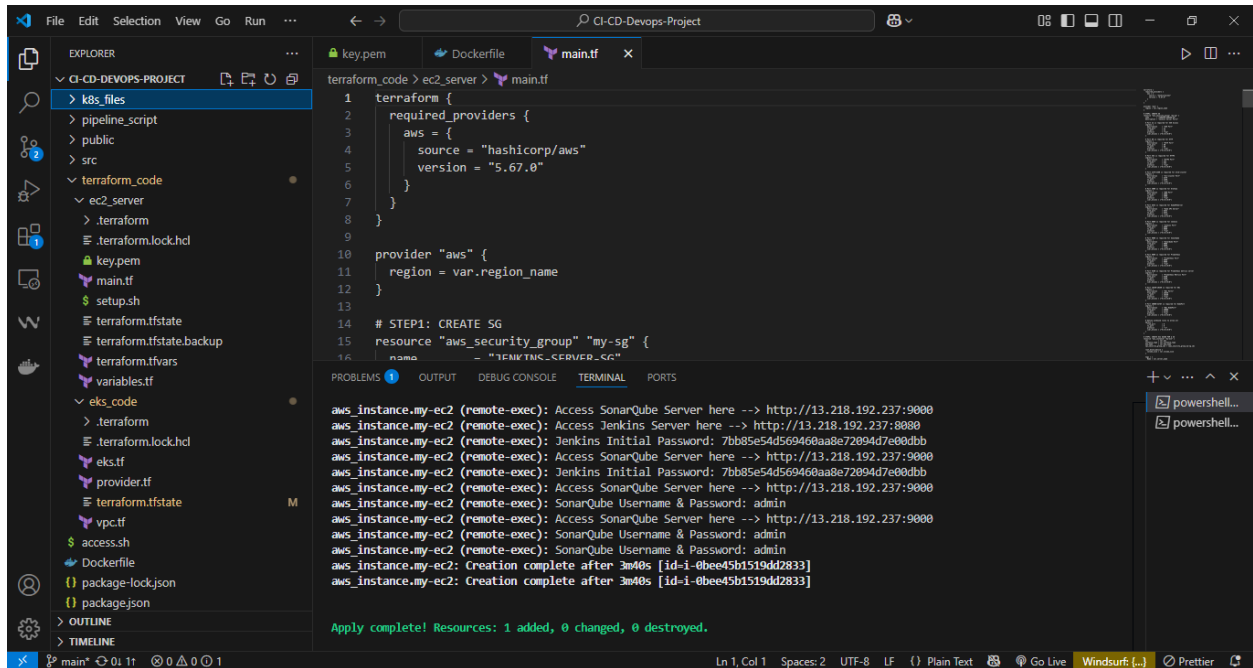 File Edit Selection View Go Run ··· CI-CD-Devops-Project
EXPLORER ···
CI-CD-DEVOPS-PROJECT
k8s_files
pipeline_script
public
src
terraform_code
ec2_server
.terraform
.terraform.lock.hcl
key.pem
main.tf
$ setup.sh
terraform.tfstate
terraform.tfstate.backup
terraform.tfvars
variables.tf
eks_code
.terraform
.terraform.lock.hcl
eks.tf
provider.tf
terraform.tfstate M
vpc.tf
$ access.sh
Dockerfile
{} package-lock.json
{} package.json
OUTLINE
TIMELINE
2
1
key.pem Dockerfile main.tf
terraform_code > ec2_server > main.tf
1 terraform {
2 required_providers {
3 aws = {
4 source = "hashicorp/aws"
5 version = "5.67.0"
6 }
7 }
8 }
9
10 provider "aws" {
11 region = var.region_name
12 }
13
14 # STEP1: CREATE SG
15 resource "aws_security_group" "my-sg" {
16 name = "JENKINS-SERVER-SG"
PROBLEMS 1 OUTPUT DEBUG CONSOLE TERMINAL PORTS
aws_instance.my-ec2 (remote-exec): Access SonarQube Server here --> http://13.218.192.237:9000
aws_instance.my-ec2 (remote-exec): Access Jenkins Server here --> http://13.218.192.237:8080
aws_instance.my-ec2 (remote-exec): Jenkins Initial Password: 7bb85e54d569460aa8e72094d7e00dbb
aws_instance.my-ec2 (remote-exec): Access SonarQube Server here --> http://13.218.192.237:9000
aws_instance.my-ec2 (remote-exec): Jenkins Initial Password: 7bb85e54d569460aa8e72094d7e00dbb
aws_instance.my-ec2 (remote-exec): Access SonarQube Server here --> http://13.218.192.237:9000
aws_instance.my-ec2 (remote-exec): SonarQube Username & Password: admin
aws_instance.my-ec2 (remote-exec): Access SonarQube Server here --> http://13.218.192.237:9000
aws_instance.my-ec2 (remote-exec): SonarQube Username & Password: admin
aws_instance.my-ec2 (remote-exec): SonarQube Username & Password: admin
aws_instance.my-ec2: Creation complete after 3m40s [id=i-0bee45b1519dd2833]
aws_instance.my-ec2: Creation complete after 3m40s [id=i-0bee45b1519dd2833]
Apply complete! Resources: 1 added, 0 changed, 0 destroyed.
powershell...
powershell...
main* 0↓ 1↑ 0 0 1 Ln 1, Col 1 Spaces: 2 UTF-8 LF {} Plain Text Go Live Windsurf: {...} Prettier